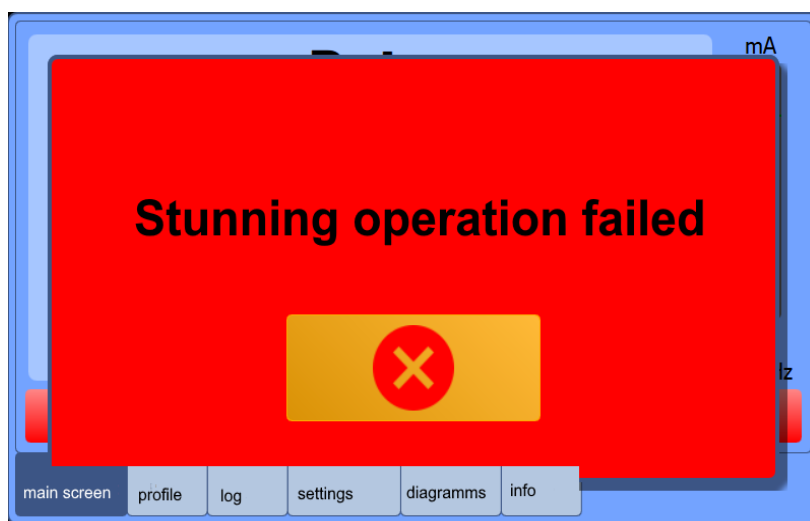 mA
Stunning operation failed
main screen
profile
log
settings
diagramms
info